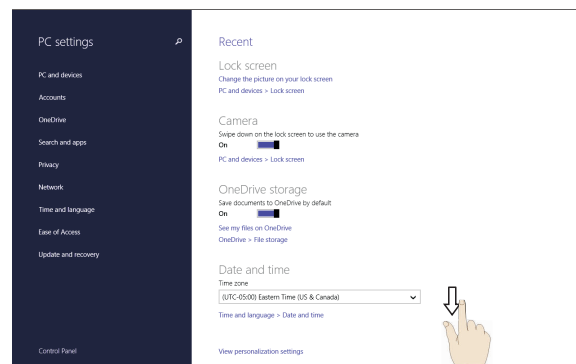 PC settings
PC and devices
Accounts
OneDrive
Search and apps
Privacy
Network
Time and language
Ease of Access
Update and recovery
Control Panel
Recent
Lock screen
Change the picture on your lock screen
PC and devices > Lock screen
Camera
Swipe down on the lock screen to use the camera
On
PC and devices > Lock screen
OneDrive storage
Save documents to OneDrive by default
On
See my files on OneDrive
OneDrive > File storage
Date and time
Time zone
(UTC-05:00) Eastern Time (US & Canada)
Time and language > Date and time
View personalization settings